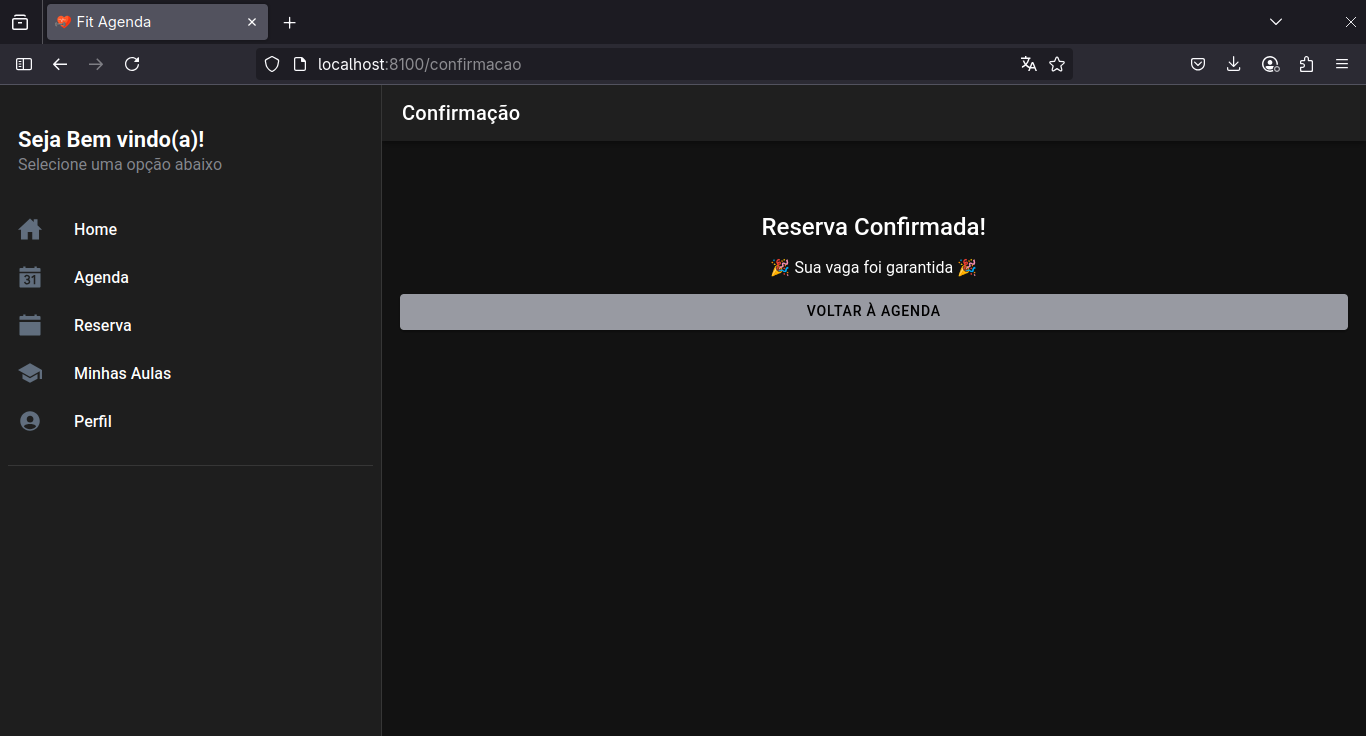 Fit Agenda
localhost:8100/confirmacao
Seja Bem vindo(a)!
Selecione uma opção abaixo
Home
31
Agenda
Reserva
Minhas Aulas
Perfil
Confirmação
Reserva Confirmada!
🎉 Sua vaga foi garantida 🎉
VOLTAR À AGENDA